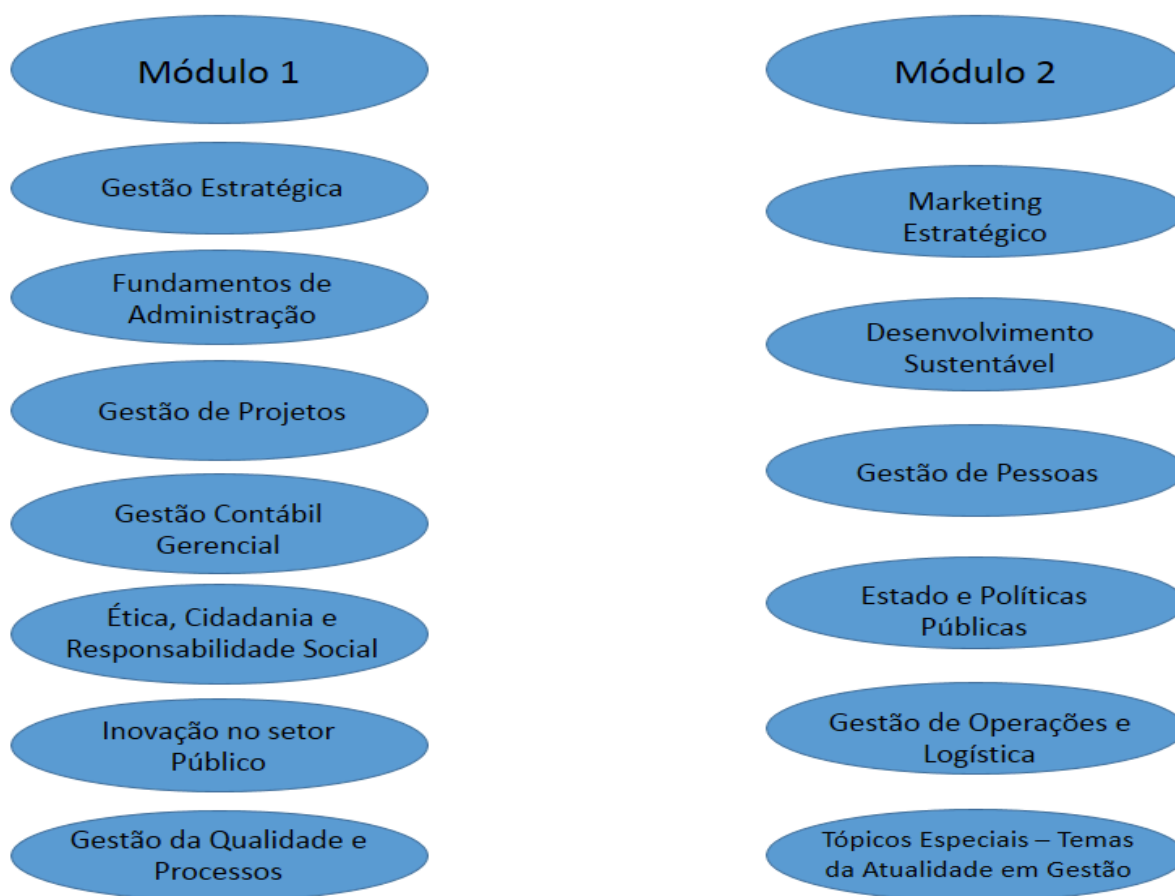 Módulo 1
Gestão Estratégica
Fundamentos de
Administração
Gestão de Projetos
Gestão Contábil
Gerencial
Ética, Cidadania e
Responsabilidade Social
Inovação no setor
Público
Gestão da Qualidade e
Processos
Módulo 2
Marketing
Estratégico
Desenvolvimento
Sustentável
Gestão de Pessoas
Estado e Políticas
Públicas
Gestão de Operações e
Logística
Tópicos Especiais – Temas
da Atualidade em Gestão